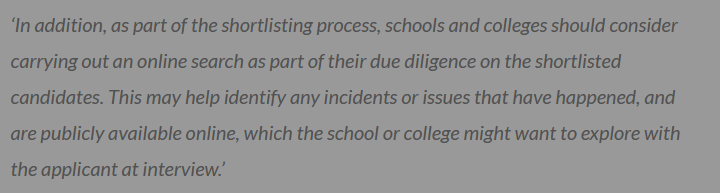 ‘In addition, as part of the shortlisting process, schools and colleges should consider
carrying out an online search as part of their due diligence on the shortlisted
candidates. This may help identify any incidents or issues that have happened, and
are publicly available online, which the school or college might want to explore with
the applicant at interview.’